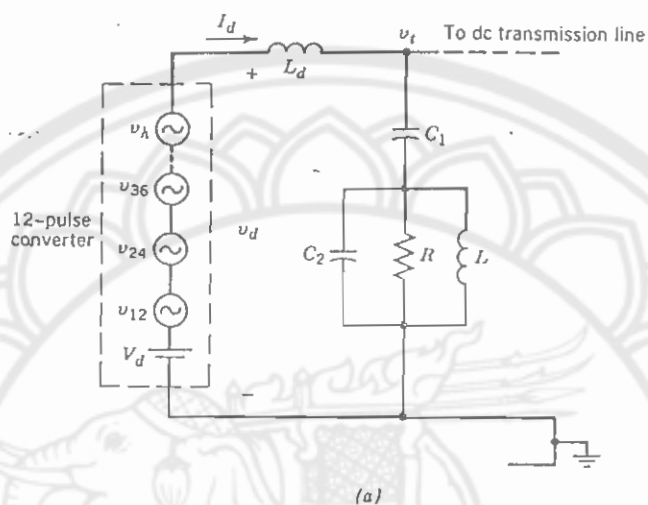 I_d
v_t
To dc transmission line
+
L_d
C_1
v_h
v_36
12-pulse
converter
v_d
C_2
R
L
v_24
v_12
V_d
−
(a)